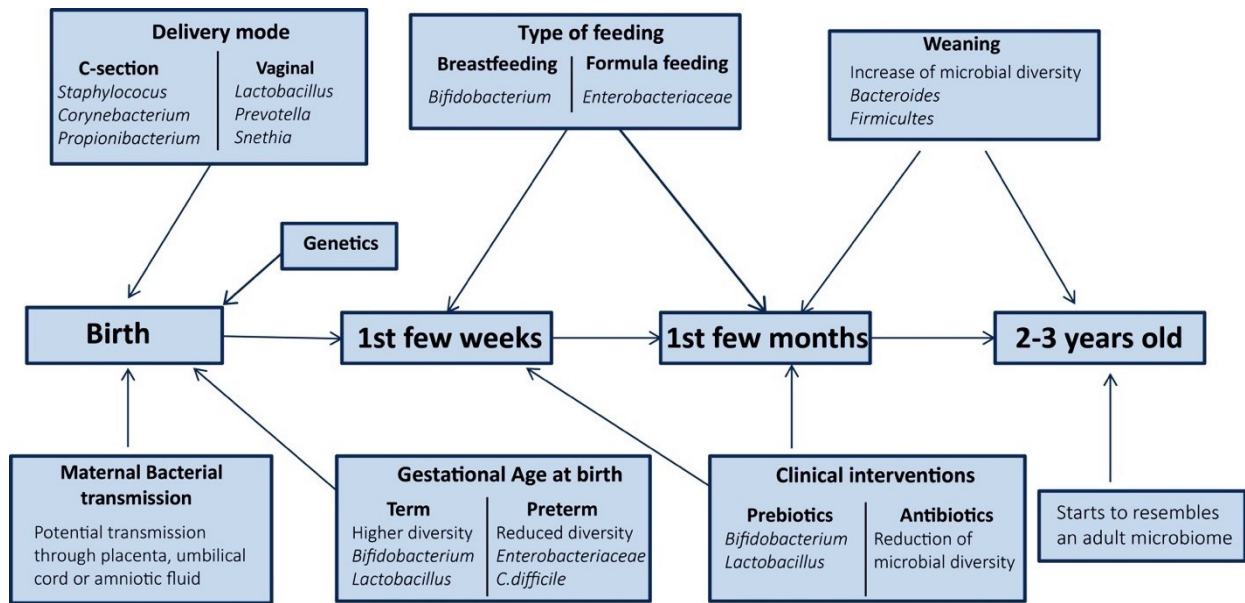 Delivery mode
C-section
Staphylococus
Corynebacterium
Propionibacterium
Vaginal
Lactobacillus
Prevotella
Snethia
Type of feeding
Breastfeeding
Bifidobacterium
Formula feeding
Enterobacteriaceae
Weaning
Increase of microbial diversity
Bacteroides
Firmicultes
Genetics
Birth
1st few weeks
1st few months
2-3 years old
Maternal Bacterial
transmission
Potential transmission
through placenta, umbilical
cord or amniotic fluid
Gestational Age at birth
Term
Higher diversity
Bifidobacterium
Lactobacillus
Preterm
Reduced diversity
Enterobacteriaceae
C.difficile
Clinical interventions
Prebiotics
Bifidobacterium
Lactobacillus
Antibiotics
Reduction of
microbial diversity
Starts to resembles
an adult microbiome